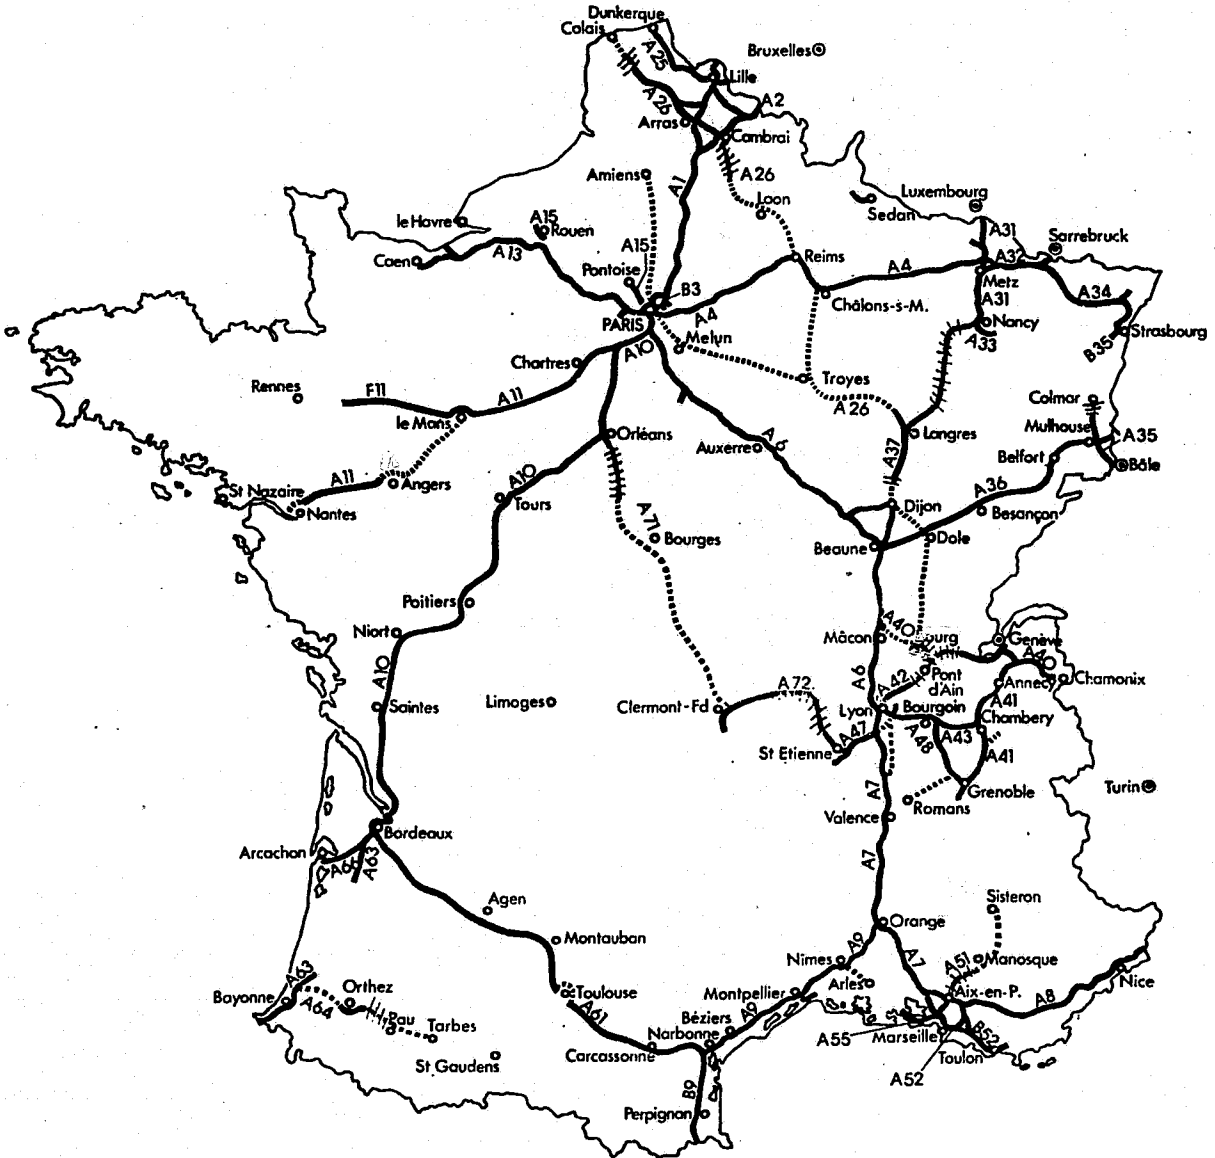 Dunkerque
Calais
A25
Bruxelles
Lille
A26
A2
Arras
Cambrai
Amiens
A1
A26
Laon
Luxembourg
Sedan
le Havre
A15
Rouen
A31
Sarrebruck
A13
A15
Caen
Reims
A4
A32
Pontoise
Metz
B3
A31
A34
Châlons-s-M.
PARIS
A4
Nancy
Strasbourg
A10
Melun
A33
B35
Chartres
Troyes
Rennes
F11
A11
A26
Colmar
le Mans
Mulhouse
Orléans
A6
Langres
A35
Auxerre
A37
Belfort
Bâle
A10
A11
Angers
A36
St Nazaire
Tours
Dijon
Nantes
A71
Besançon
Bourges
Beaune
Dole
Poitiers
A40
Niort
Mâcon
Bourg
Genève
A10
A40
A6
A42
Pont
d'Ain
Annecy
Chamonix
A72
Limoges
Saintes
Clermont-Fd
Lyon
Bourgoin
A41
Chambery
A47
A48
A43
St Etienne
A41
A7
Grenoble
Turin
Romans
Valence
Bordeaux
Arcachon
A66
A63
A7
Agen
Sisteron
Orange
Montauban
A9
A7
Nîmes
A51
Manosque
A63
Orthez
Arles
Nice
Bayonne
A64
Toulouse
Montpellier
Aix-en-P.
A8
Pau
Tarbes
A61
Béziers
A9
Narbonne
A55
Marseille
B52
St Gaudens
Carcassonne
Toulon
A52
B9
Perpignan